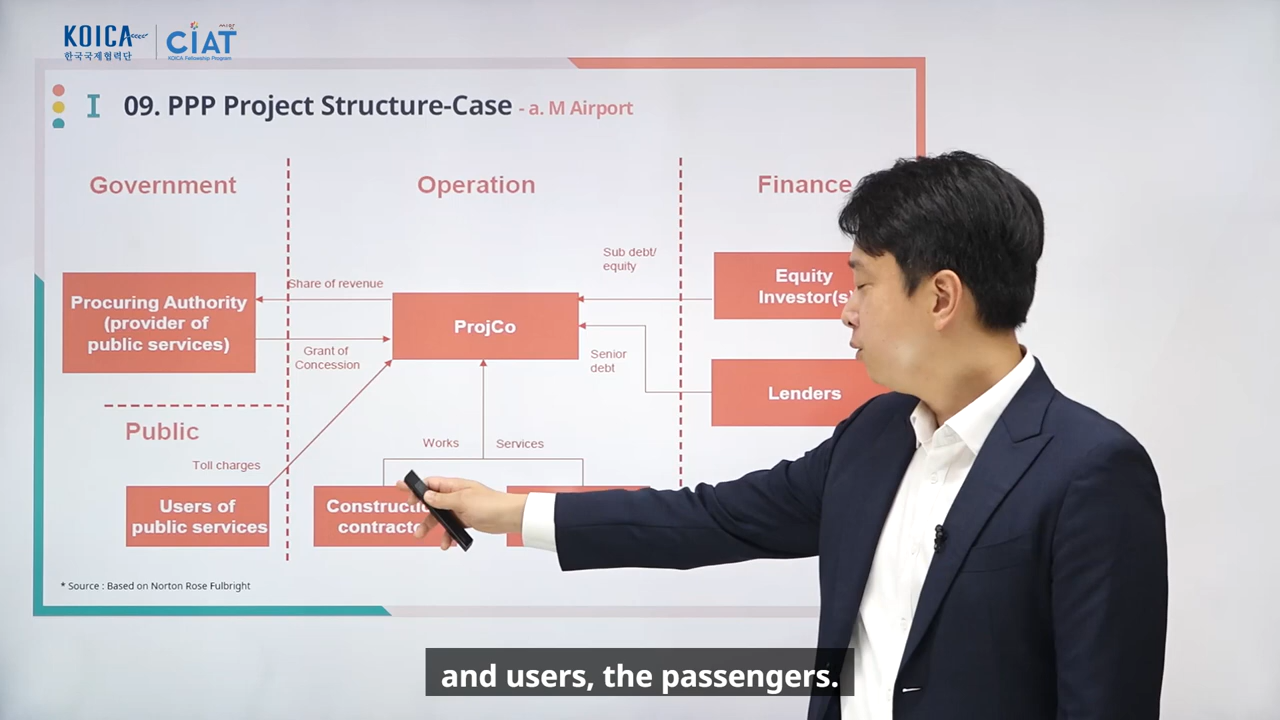 KOICA
한국국제협력단
CIAT
KOICA Fellowship Program
I
09. PPP Project Structure-Case - a. M Airport
Government
Operation
Finance
Procuring Authority
(provider of
public services)
Share of revenue
Grant of
Concession
ProjCo
Sub debt/
equity
Equity
Investor(s
Senior
debt
Lenders
Public
Toll charges
Works
Services
Users of
public services
Constructi
contracto
* Source : Based on Norton Rose Fulbright
and users, the passengers.